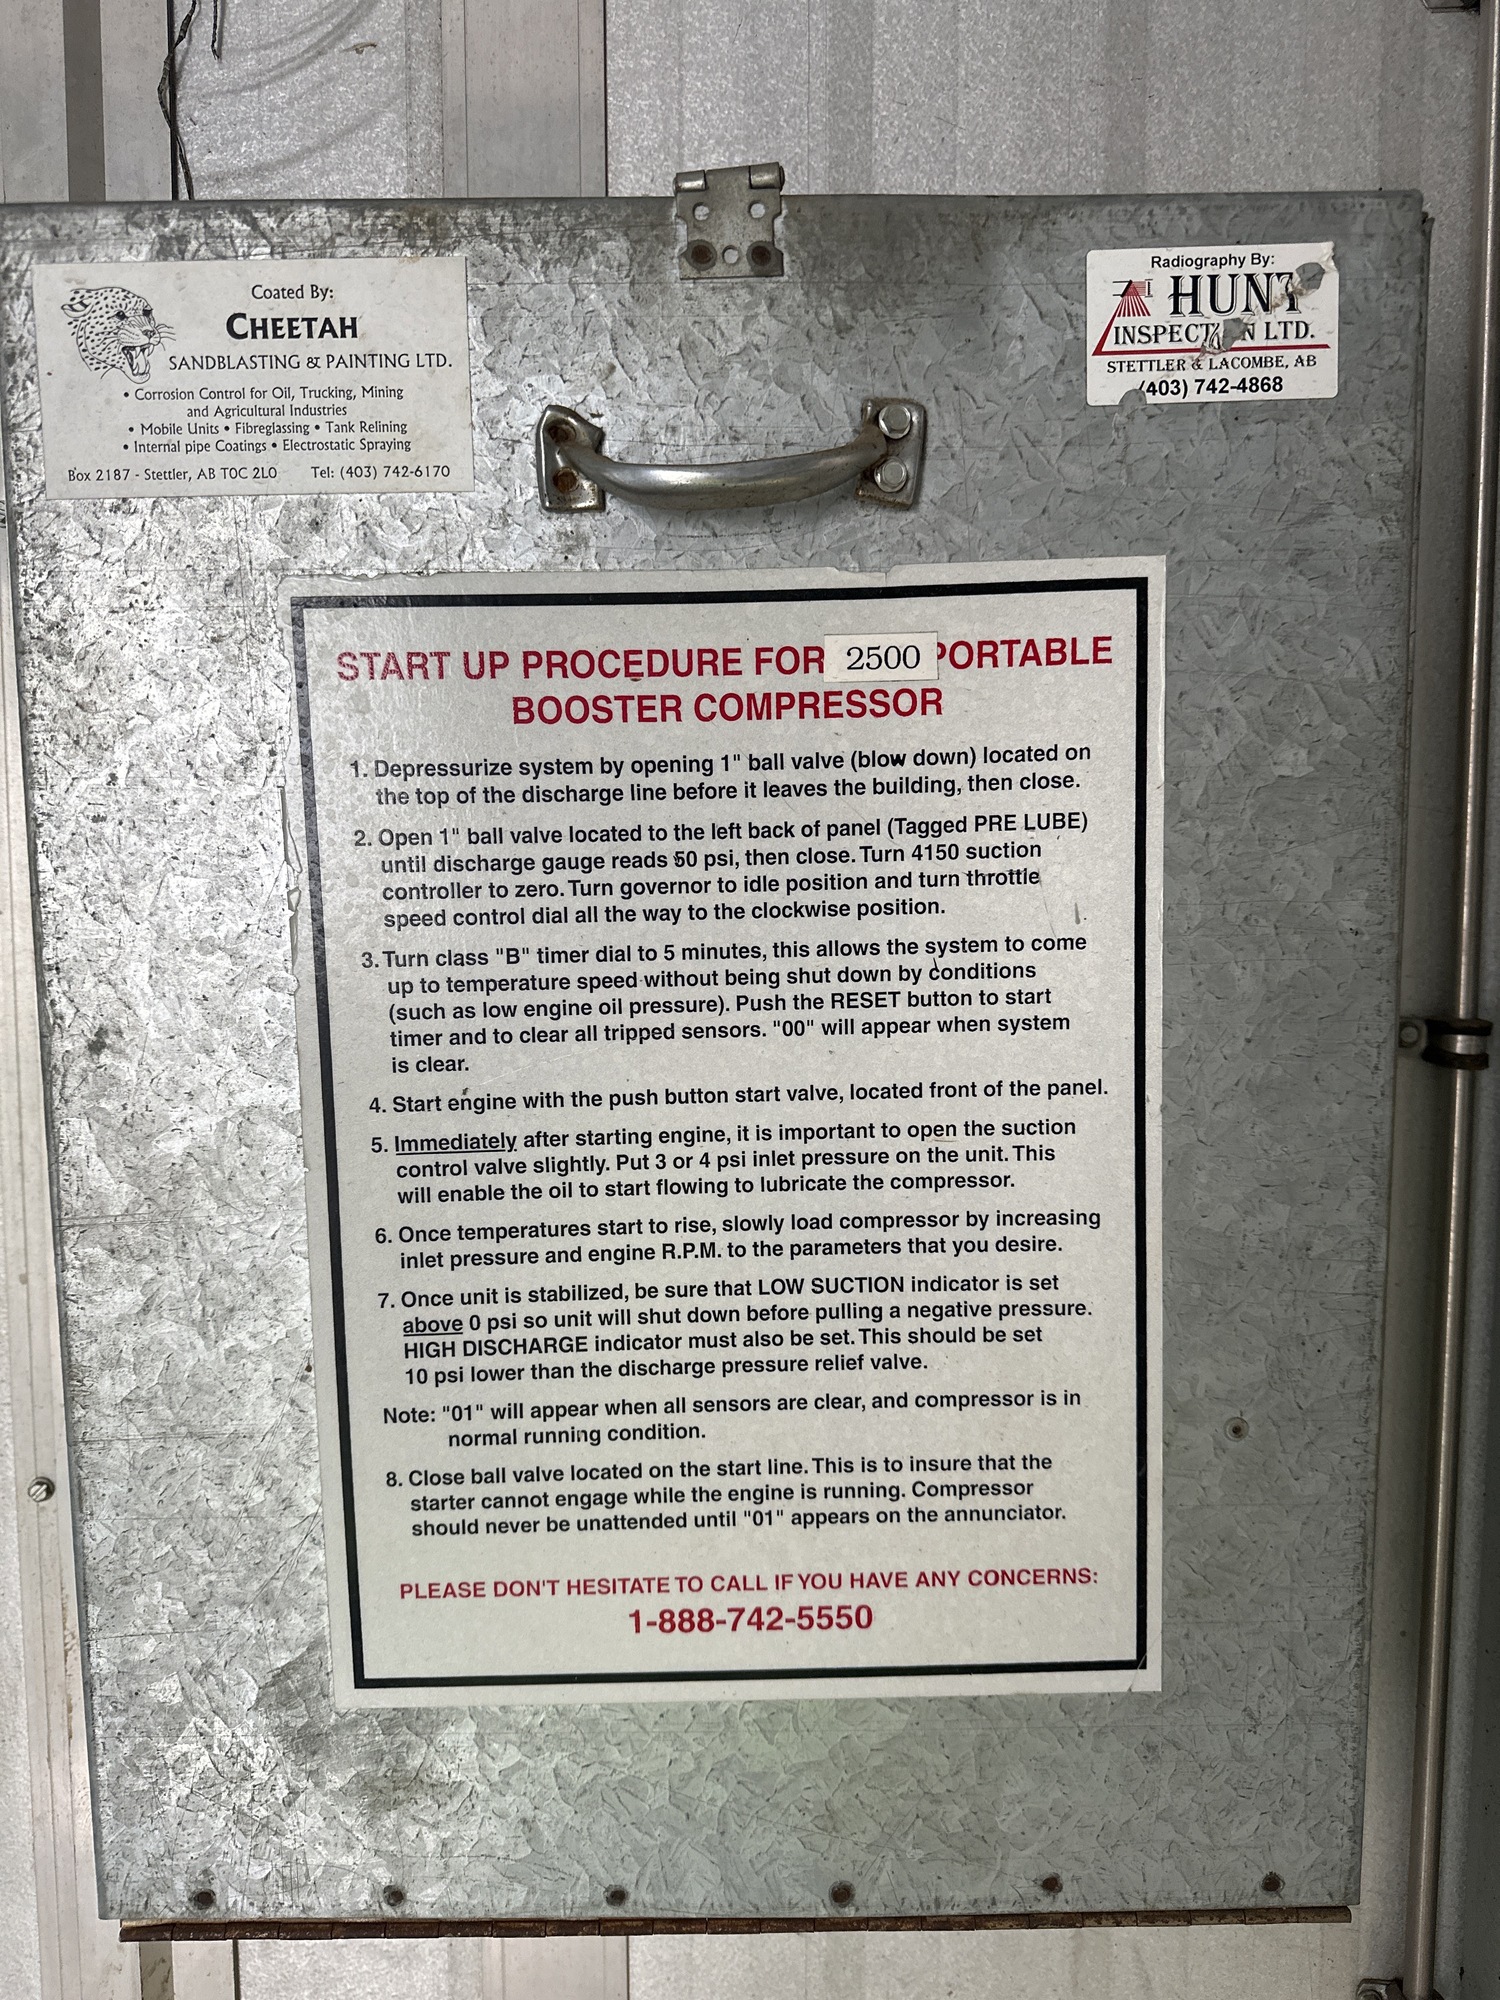 Coated By:
CHEETAH
SANDBLASTING & PAINTING LTD.
• Corrosion Control for Oil, Trucking, Mining
and Agricultural Industries
• Mobile Units • Fibreglassing • Tank Relining
• Internal pipe Coatings • Electrostatic Spraying
Box 2187 - Stettler, AB T0C 2L0 Tel: (403) 742-6170
Radiography By:
HUNT
INSPECTION LTD.
STETTLER & LACOMBE, AB
(403) 742-4868
START UP PROCEDURE FOR 2500 PORTABLE
BOOSTER COMPRESSOR
1. Depressurize system by opening 1" ball valve (blow down) located on
the top of the discharge line before it leaves the building, then close.
2. Open 1" ball valve located to the left back of panel (Tagged PRE LUBE)
until discharge gauge reads 50 psi, then close. Turn 4150 suction
controller to zero. Turn governor to idle position and turn throttle
speed control dial all the way to the clockwise position.
3. Turn class "B" timer dial to 5 minutes, this allows the system to come
up to temperature speed without being shut down by conditions
(such as low engine oil pressure). Push the RESET button to start
timer and to clear all tripped sensors. "00" will appear when system
is clear.
4. Start engine with the push button start valve, located front of the panel.
5. Immediately after starting engine, it is important to open the suction
control valve slightly. Put 3 or 4 psi inlet pressure on the unit. This
will enable the oil to start flowing to lubricate the compressor.
6. Once temperatures start to rise, slowly load compressor by increasing
inlet pressure and engine R.P.M. to the parameters that you desire.
7. Once unit is stabilized, be sure that LOW SUCTION indicator is set
above 0 psi so unit will shut down before pulling a negative pressure.
HIGH DISCHARGE indicator must also be set. This should be set
10 psi lower than the discharge pressure relief valve.
Note: "01" will appear when all sensors are clear, and compressor is in
normal running condition.
8. Close ball valve located on the start line. This is to insure that the
starter cannot engage while the engine is running. Compressor
should never be unattended until "01" appears on the annunciator.
PLEASE DON'T HESITATE TO CALL IF YOU HAVE ANY CONCERNS:
1-888-742-5550